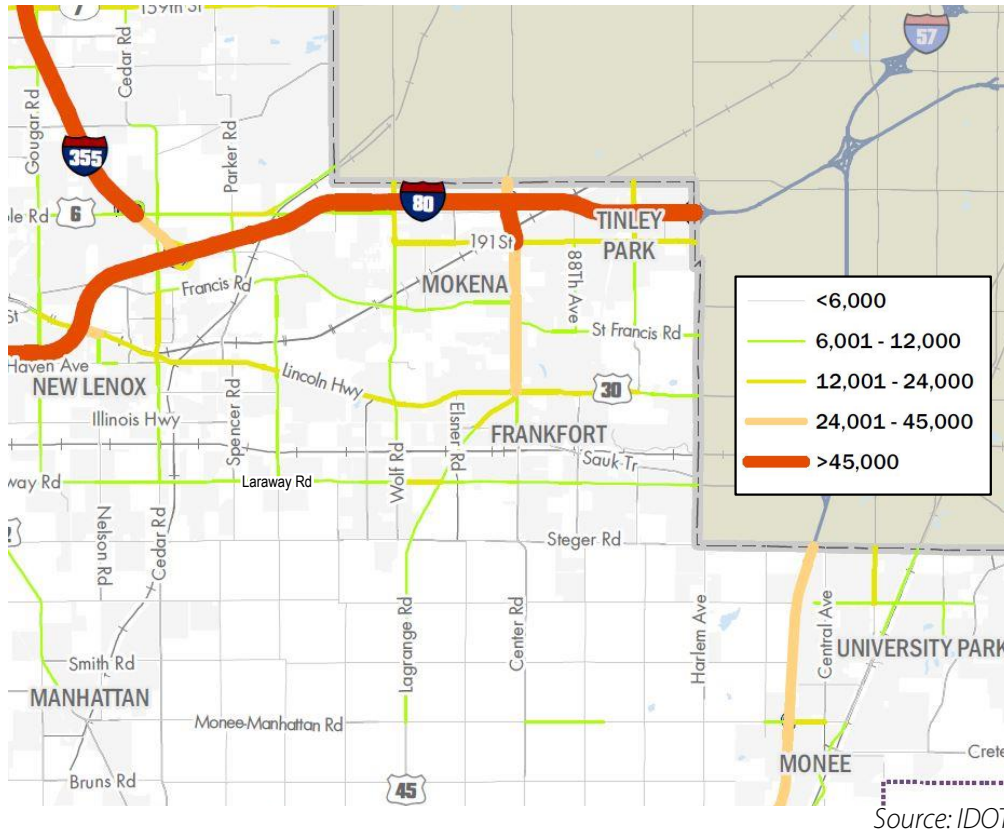 7
159th St
57
Gougar Rd
Cedar Rd
Parker Rd
355
6
80
TINLEY
PARK
191St
88TH Ave
MOKENA
Francis Rd
St Francis Rd
<6,000
6,001 - 12,000
12,001 - 24,000
24,001 - 45,000
>45,000
St
Haven Ave
NEW LENOX
Lincoln Hwy
30
Illinois Hwy
Spencer Rd
Wolf Rd
Elsner Rd
FRANKFORT
Sauk Tr
way Rd
Laraway Rd
Nelson Rd
Cedar Rd
Steger Rd
Lagrange Rd
Center Rd
Harlem Ave
Central Ave
UNIVERSITY PARK
Smith Rd
MANHATTAN
Monee-Manhattan Rd
MONEE
Crete
Bruns Rd
45
Source: IDOT